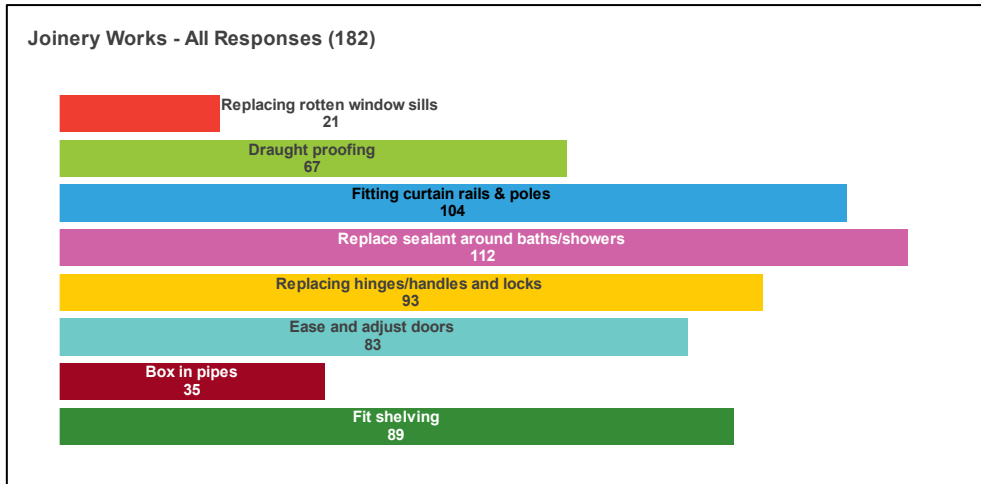 Joinery Works - All Responses (182)
Replacing rotten window sills
21
Draught proofing
67
Fitting curtain rails & poles
104
Replace sealant around baths/showers
112
Replacing hinges/handles and locks
93
Ease and adjust doors
83
Box in pipes
35
Fit shelving
89